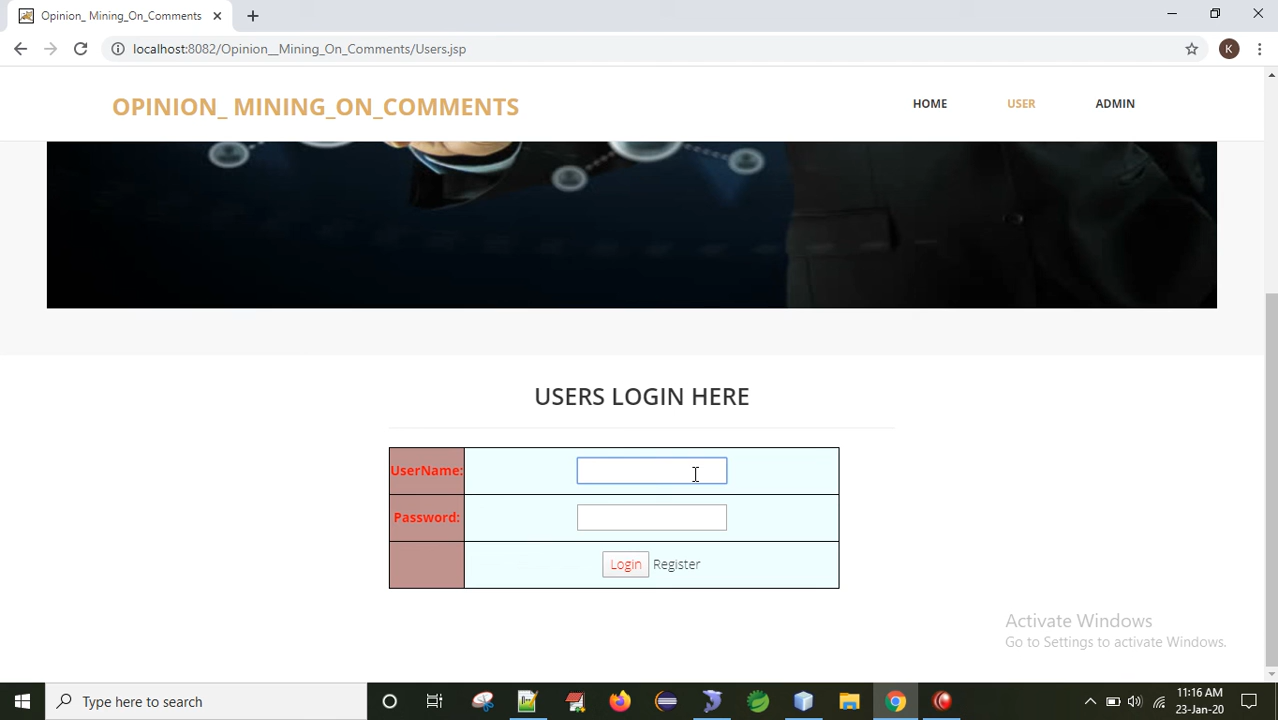 Opinion_ Mining_On_Comments
localhost:8082/Opinion__Mining_On_Comments/Users.jsp
K
OPINION_ MINING_ON_COMMENTS
HOME
USER
ADMIN
USERS LOGIN HERE
UserName:
Password:
Login Register
Activate Windows
Go to Settings to activate Windows.
Type here to search
11:16 AM
23-Jan-20